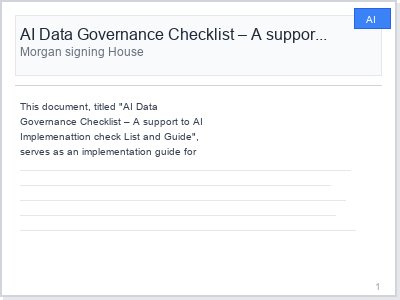 AI
AI Data Governance Checklist – A suppor...
Morgan signing House
This document, titled "AI Data
Governance Checklist – A support to AI
Implemenattion check List and Guide",
serves as an implementation guide for
1